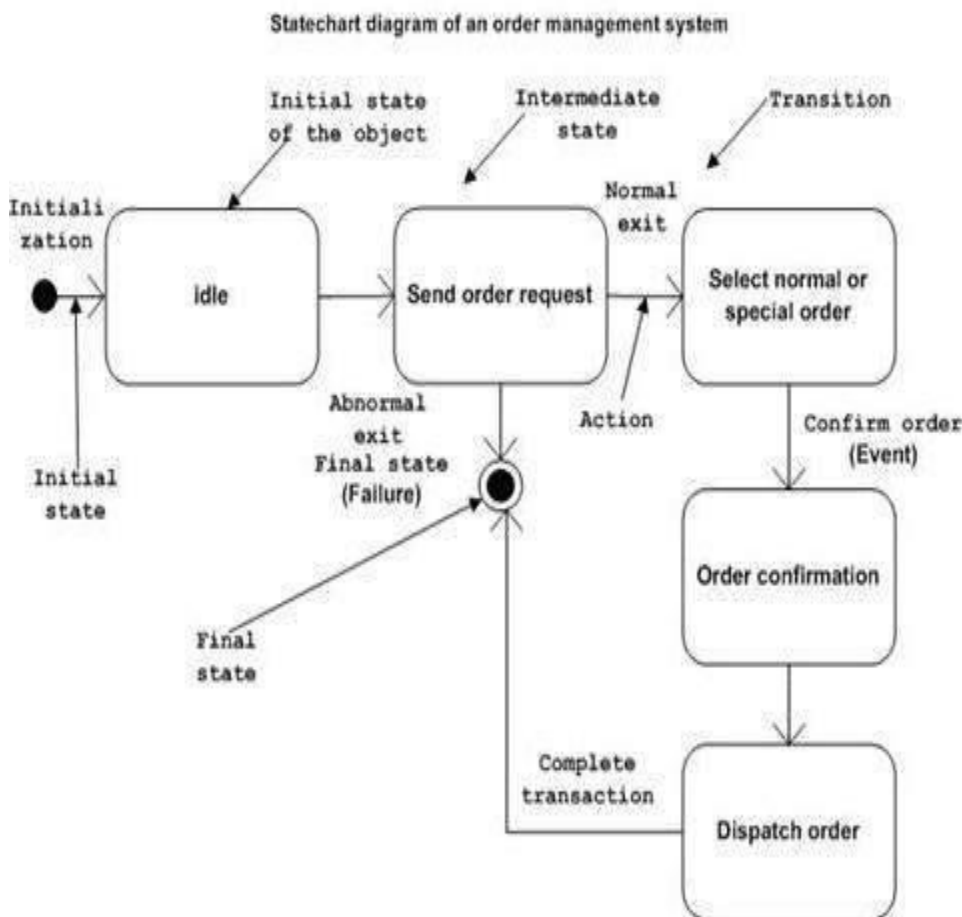 Statechart diagram of an order management system
Initial state
of the object
Intermediate
state
Transition
Initiali
zation
Normal
exit
idle
Send order request
Select normal or
special order
Abnormal
exit
Final state
(Failure)
Action
Confirm order
(Event)
Initial
state
Order confirmation
Final
state
Complete
transaction
Dispatch order